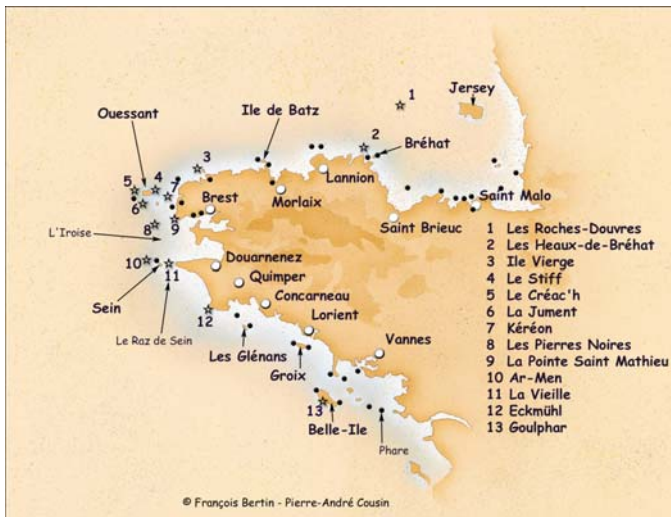 1
Jersey
Ile de Batz
Ouessant
2
Bréhat
3
5
4
7
6
8
9
Lannion
Morlaix
Brest
Saint Malo
Saint Brieuc
L'Iroise
10
11
Sein
Le Raz de Sein
Douarnenez
Quimper
Concarneau
12
Lorient
Les Glénans
Groix
Vannes
13
Belle-Ile
Phare
1 Les Roches-Douvres
2 Les Heaux-de-Bréhat
3 Ile Vierge
4 Le Stiff
5 Le Créac'h
6 La Jument
7 Kéréon
8 Les Pierres Noires
9 La Pointe Saint Mathieu
10 Ar-Men
11 La Vieille
12 Eckmühl
13 Goulphar
© François Bertin - Pierre-André Cousin